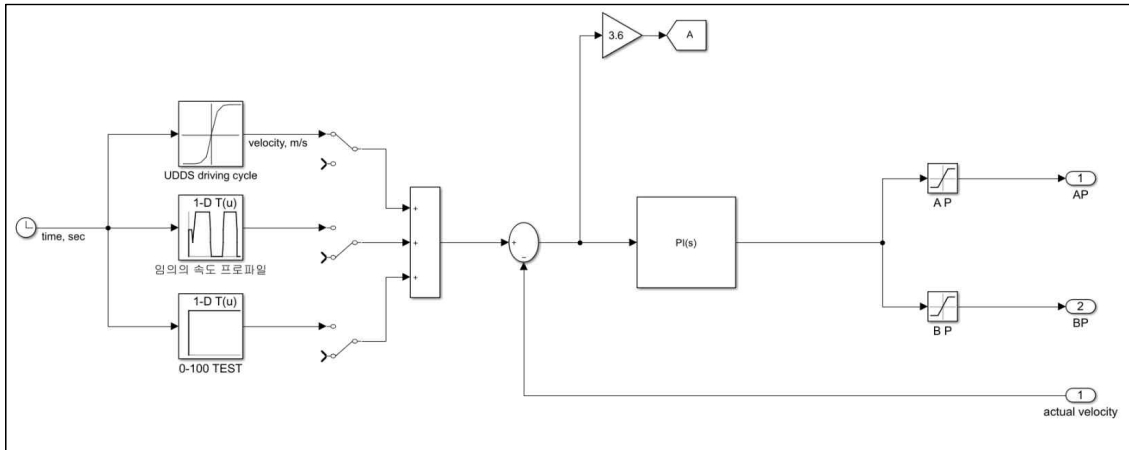 3.6
A
velocity, m/s
UDDS driving cycle
1-D T(u)
time, sec
임의의 속도 프로파일
1-D T(u)
0-100 TEST
+
+
+
+
−
PI(s)
A P
1
AP
B P
2
BP
1
actual velocity